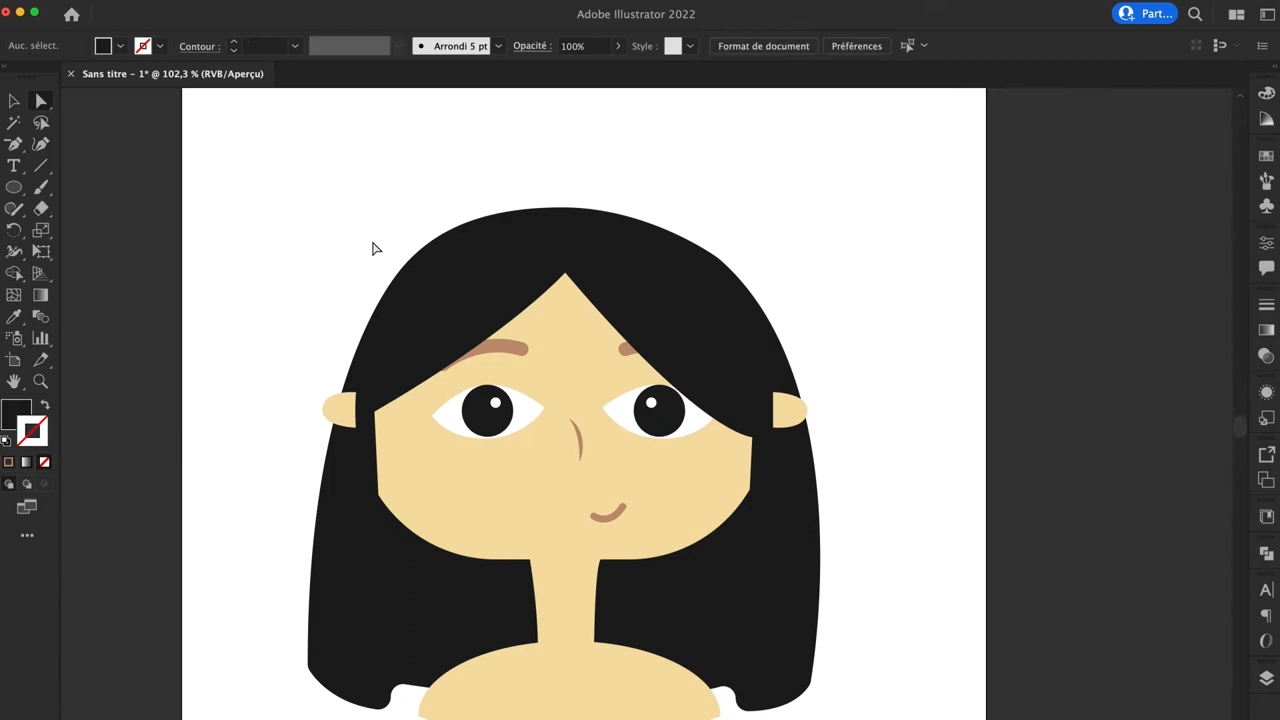 Adobe Illustrator 2022
Part...
Auc. sélect.
Contour :
Arrondi 5 pt
Opacité :
100%
Style :
Format de document
Préférences
Sans titre - 1* @ 102,3 % (RVB/Aperçu)